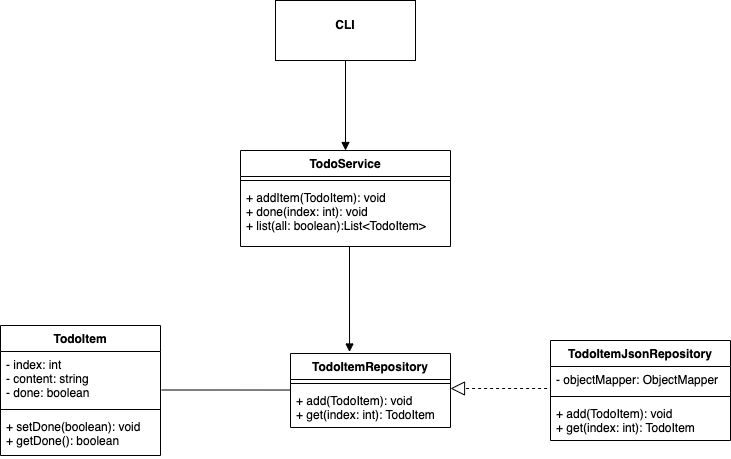 CLI
TodoService
+ addItem(TodoItem): void
+ done(index: int): void
+ list(all: boolean):List<TodoItem>
TodoItem
- index: int
- content: string
- done: boolean
+ setDone(boolean): void
+ getDone(): boolean
TodoItemRepository
+ add(TodoItem): void
+ get(index: int): TodoItem
TodoItemJsonRepository
- objectMapper: ObjectMapper
+ add(TodoItem): void
+ get(index: int): TodoItem